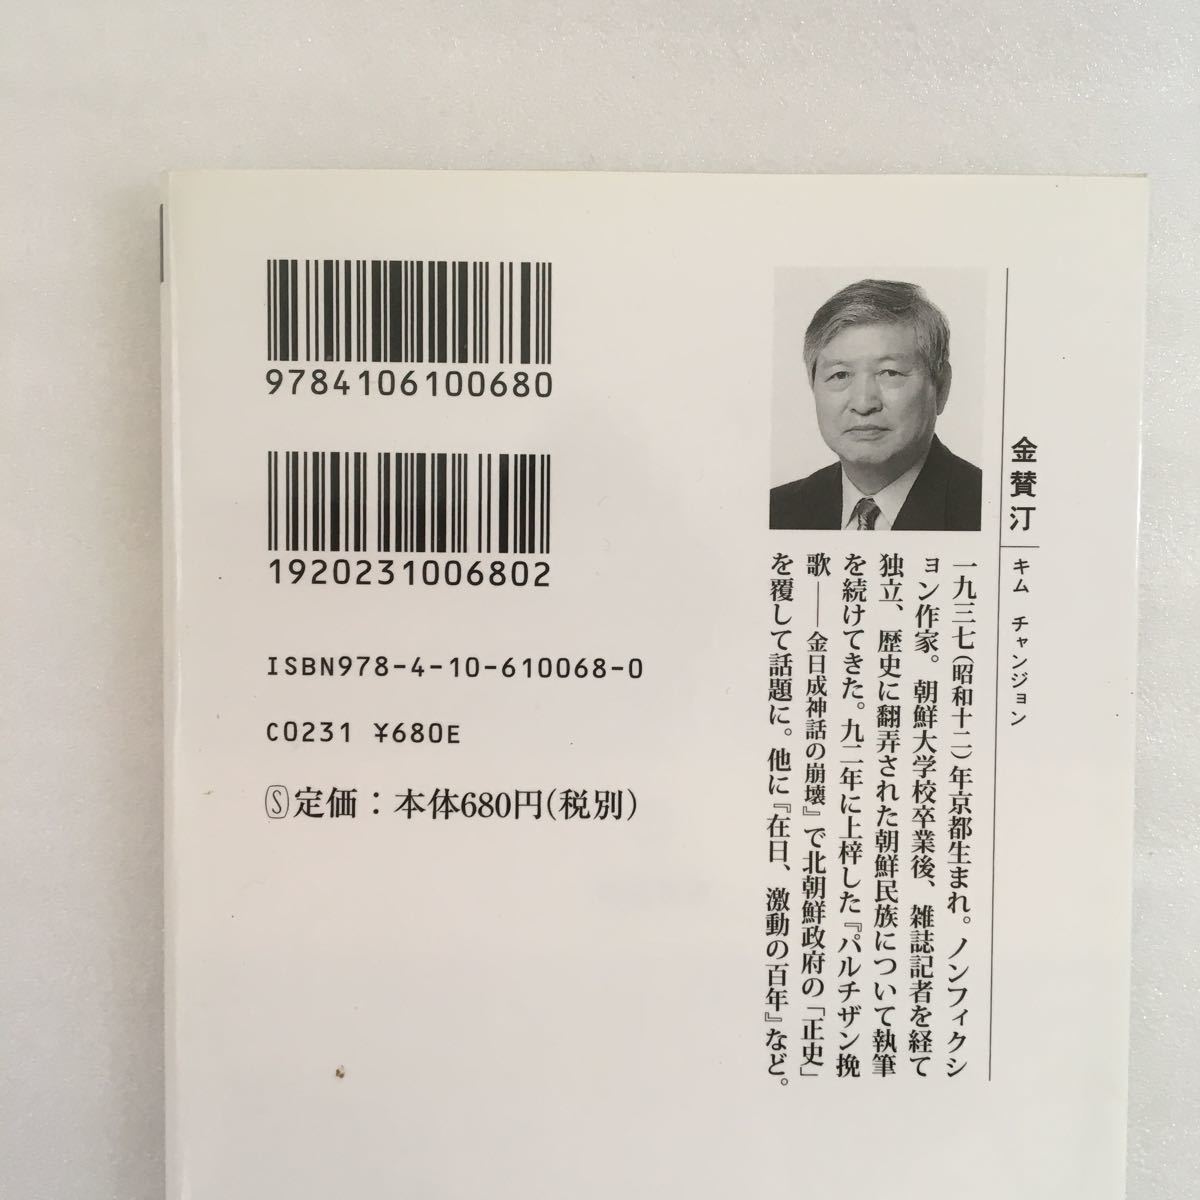 9784106100680
1920231006802
ISBN978-4-10-610068-0
C0231 ¥680E
Ⓢ定価：本体680円(税別)
金賛汀
キム チャンジョン
一九三七(昭和十二)年京都生まれ。ノンフィクシ
ョン作家。朝鮮大学校卒業後、雑誌記者を経て
独立、歴史に翻弄された朝鮮民族について執筆
を続けてきた。九二年に上梓した『パルチザン挽
歌――金日成神話の崩壊』で北朝鮮政府の「正史」
を覆して話題に。他に『在日、激動の百年』など。